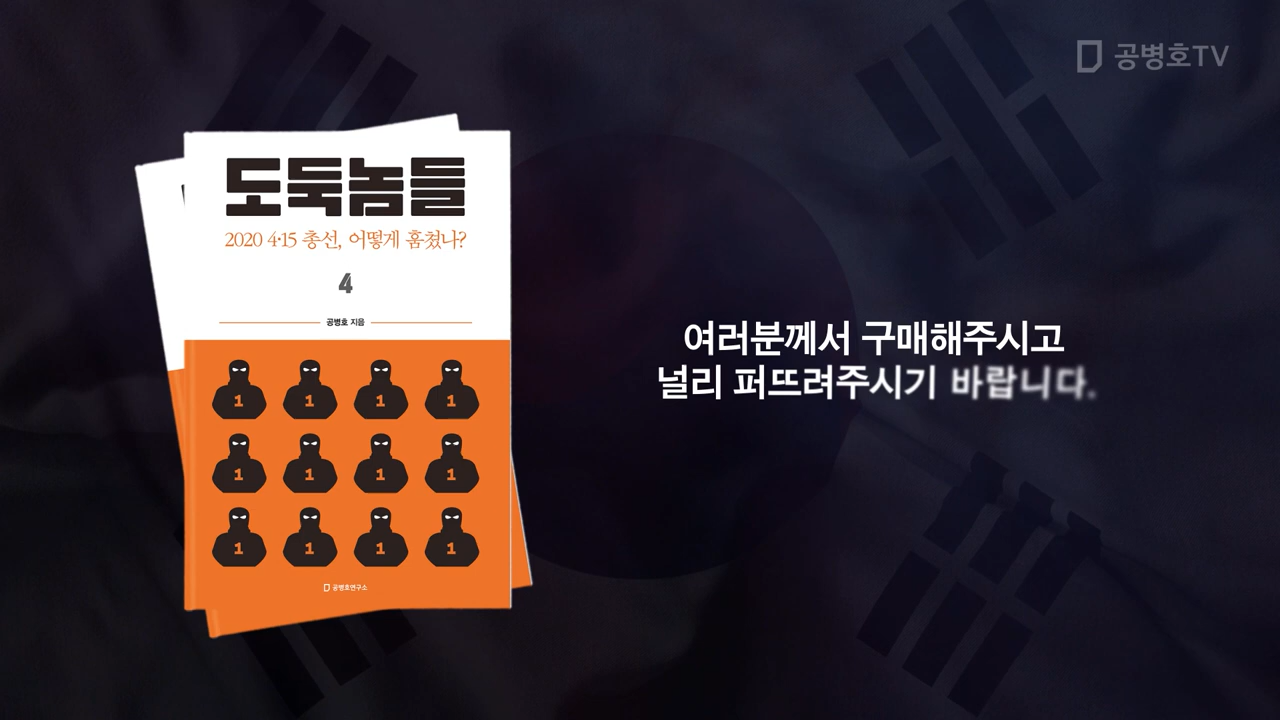 공병호TV
도둑놈들
2020 4·15 총선, 어떻게 훔쳤나?
4
공병호 지음
1 1 1 1
1 1 1 1
1 1 1 1
공병호연구소
여러분께서 구매해주시고
널리 퍼뜨려주시기 바랍니다.